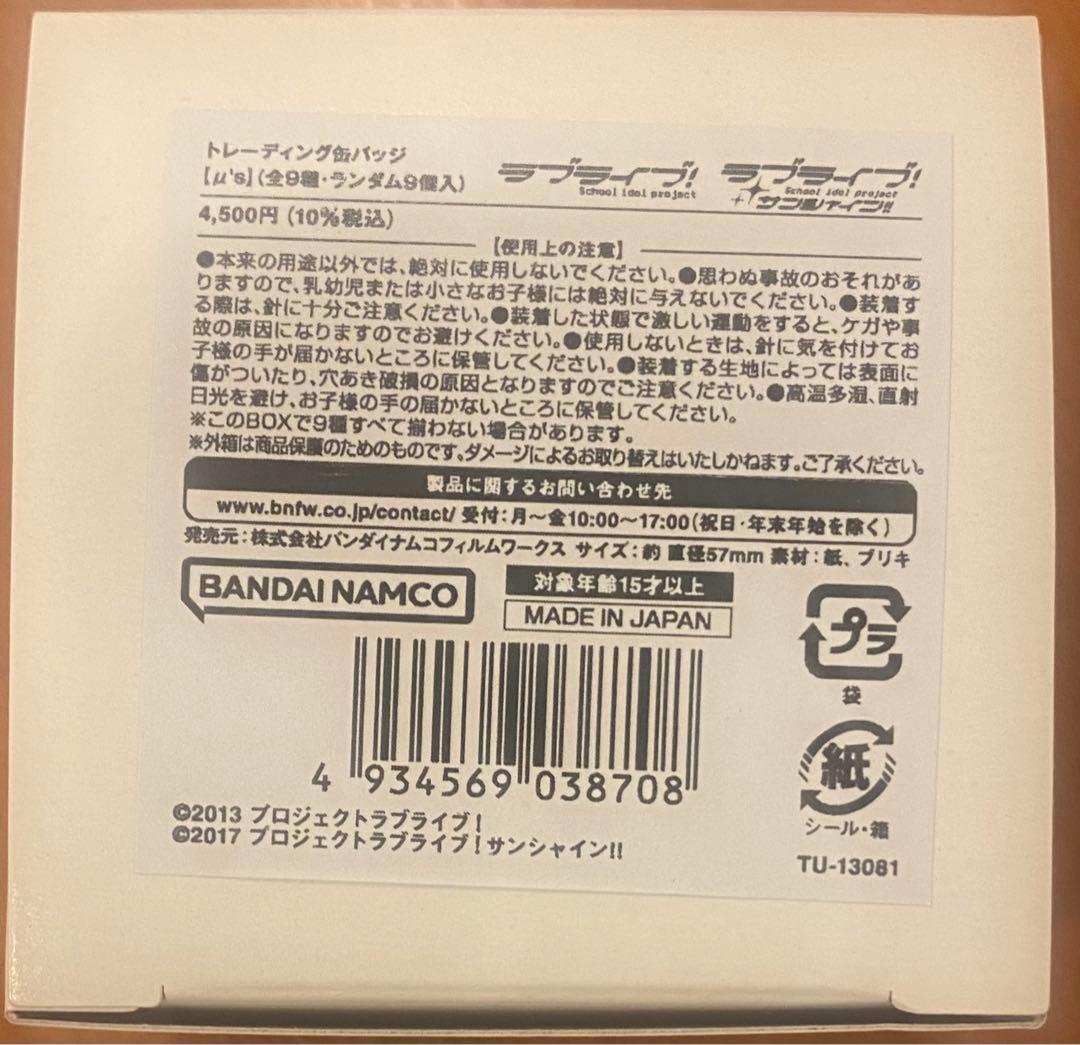 トレーディング缶バッジ
【μ's】(全9種・ランダム9個入)
ラブライブ!
School idol project
ラブライブ!
School idol project
サンシャイン!!
4,500円(10%税込)
【使用上の注意】
●本来の用途以外では、絶対に使用しないでください。●思わぬ事故のおそれがあ
りますので、乳幼児または小さなお子様には絶対に与えないでください。●装着す
る際は、針に十分ご注意ください。●装着した状態で激しい運動をすると、ケガや事
故の原因になりますのでお避けください。●使用しないときは、針に気を付けてお
子様の手が届かないところに保管してください。●装着する生地によっては表面に
傷がついたり、穴あき破損の原因となりますのでご注意ください。●高温多湿、直射
日光を避け、お子様の手の届かないところに保管してください。
※このBOXで9種すべて揃わない場合があります。
※外箱は商品保護のためのものです。ダメージによるお取り替えはいたしかねます。ご了承ください。
製品に関するお問い合わせ先
www.bnfw.co.jp/contact/ 受付:月〜金10:00〜17:00(祝日・年末年始を除く)
発売元:株式会社バンダイナムコフィルムワークス サイズ:約 直径57mm 素材:紙、ブリキ
BANDAI NAMCO
対象年齢15才以上
MADE IN JAPAN
プラ
袋
紙
シール・箱
4 934569 038708
©2013 プロジェクトラブライブ!
©2017 プロジェクトラブライブ!サンシャイン!!
TU-13081